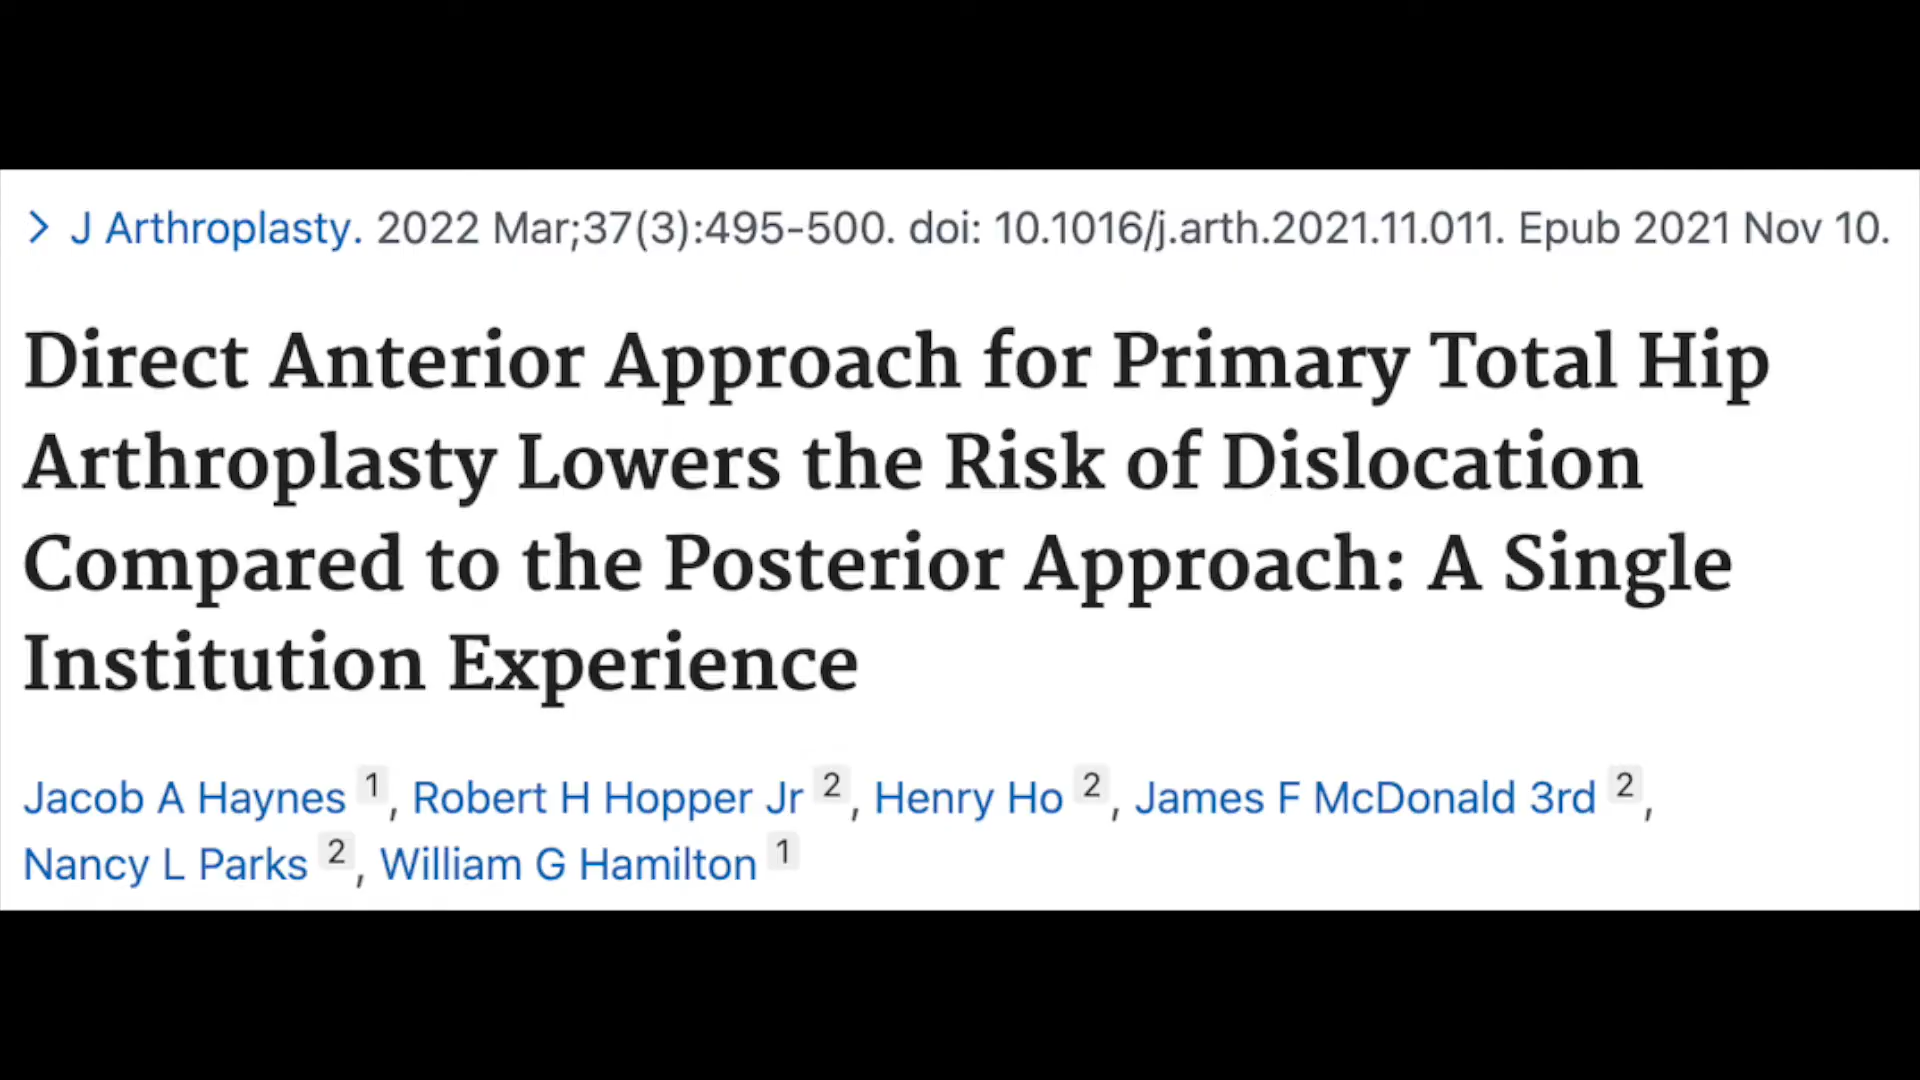 > J Arthroplasty. 2022 Mar;37(3):495-500. doi: 10.1016/j.arth.2021.11.011. Epub 2021 Nov 10.
Direct Anterior Approach for Primary Total Hip
Arthroplasty Lowers the Risk of Dislocation
Compared to the Posterior Approach: A Single
Institution Experience
Jacob A Haynes 1, Robert H Hopper Jr 2, Henry Ho 2, James F McDonald 3rd 2,
Nancy L Parks 2, William G Hamilton 1